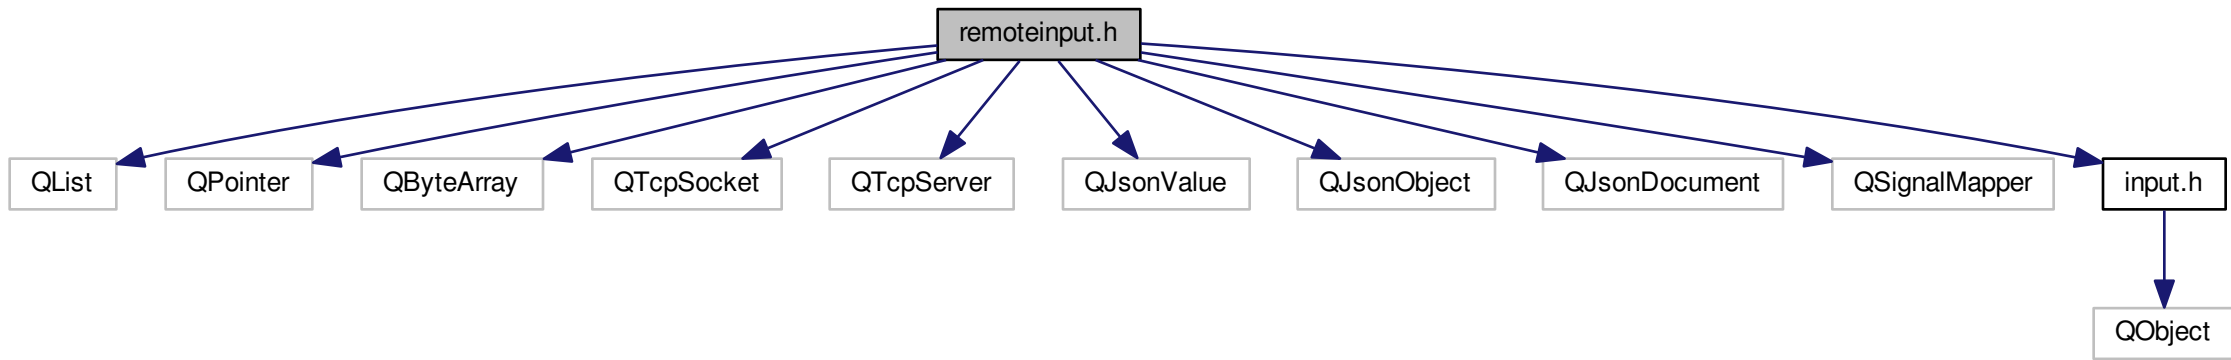 remoteinput.h
QList
QPointer
QByteArray
QTcpSocket
QTcpServer
QJsonValue
QJsonObject
QJsonDocument
QSignalMapper
input.h
QObject